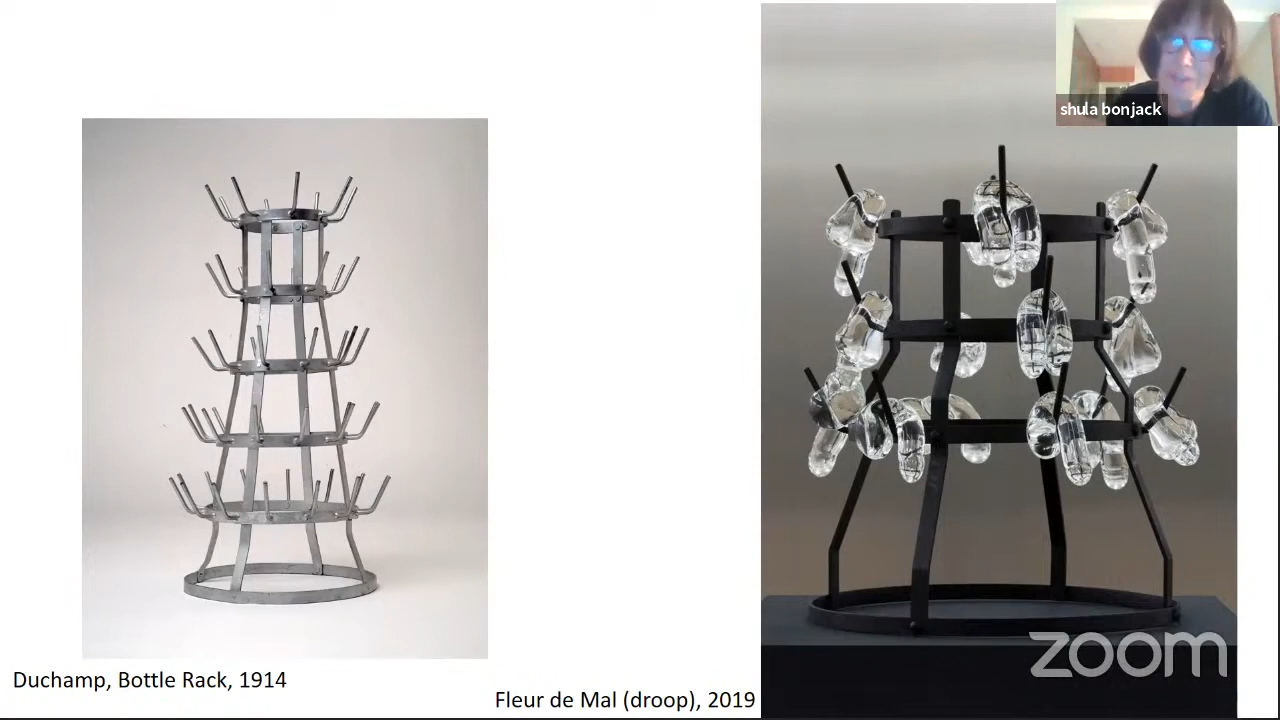 shula bonjack
Duchamp, Bottle Rack, 1914
Fleur de Mal (droop), 2019
zoom